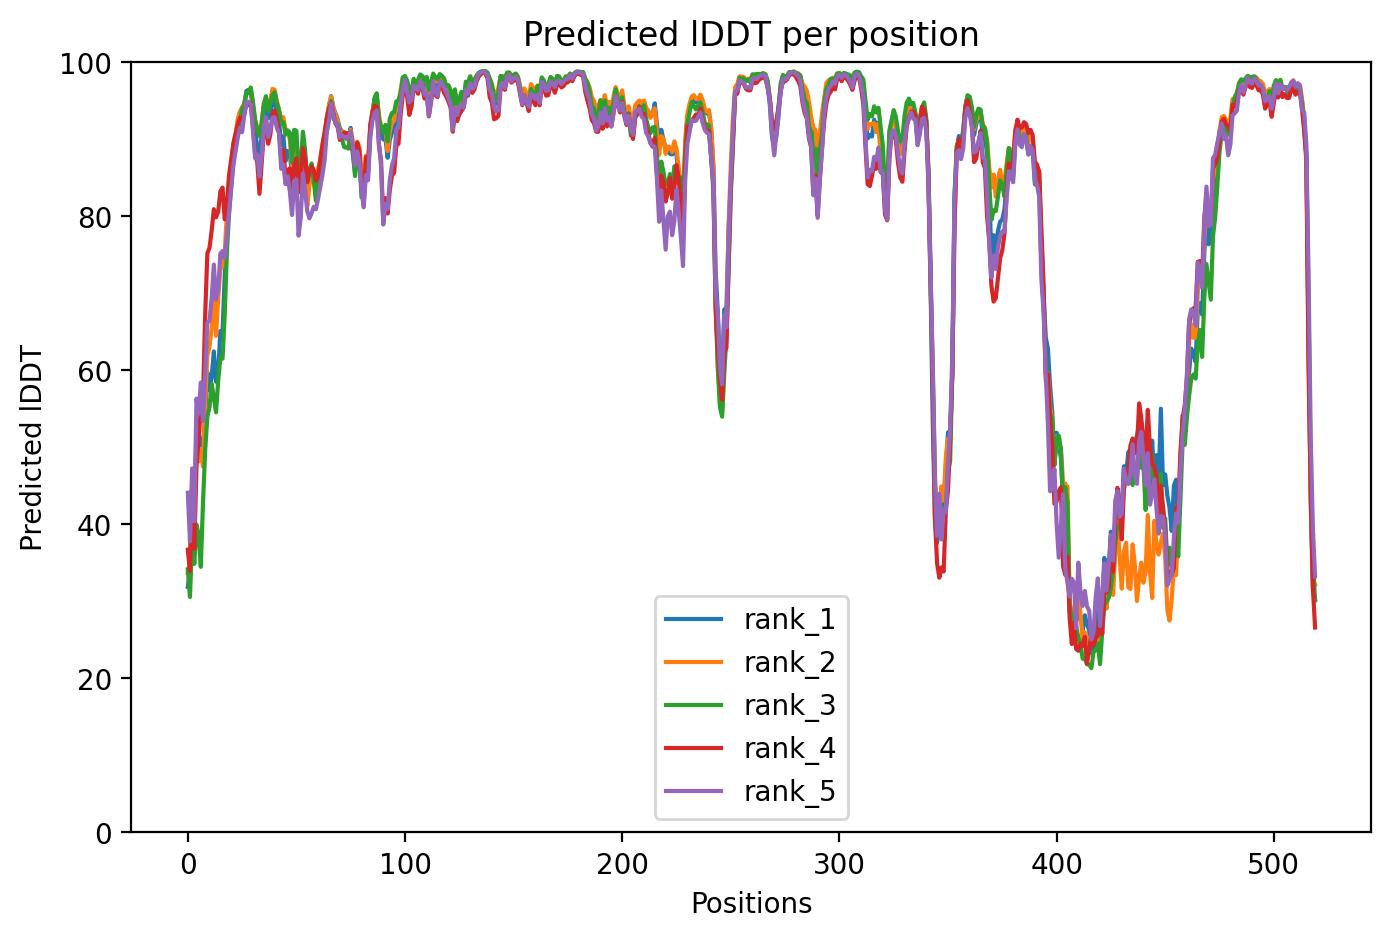 Predicted lDDT per position
100
80
60
40
20
0
Predicted lDDT
0 100 200 300 400 500
Positions
rank_1
rank_2
rank_3
rank_4
rank_5